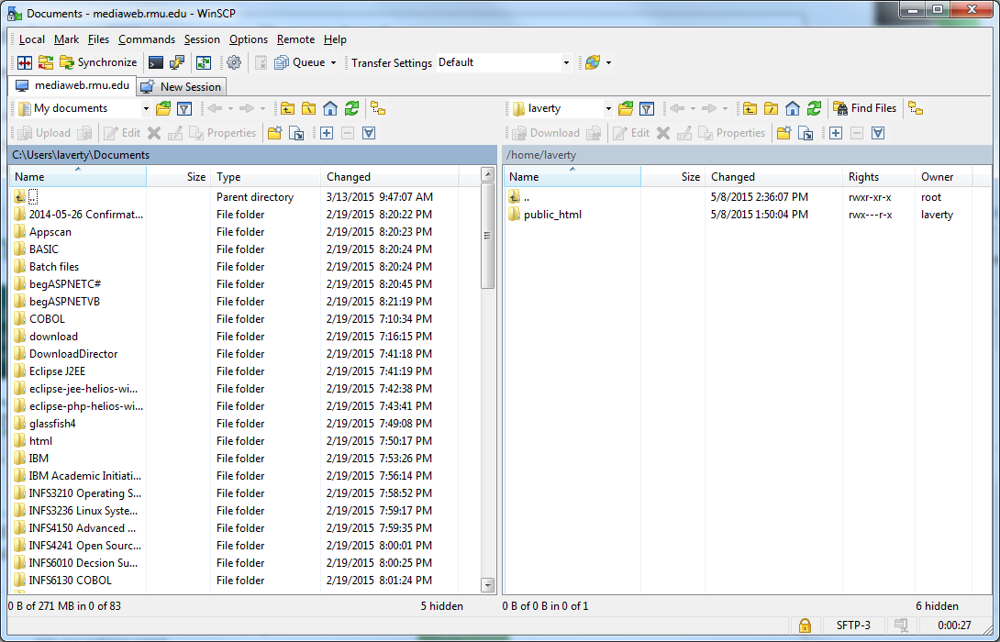 Documents - mediaweb.rmu.edu - WinSCP
Local Mark Files Commands Session Options Remote Help
Synchronize Queue Transfer Settings Default
mediaweb.rmu.edu New Session
My documents laverty Find Files
Upload Edit Properties Download Edit Properties
C:\Users\laverty\Documents /home/laverty
Name Size Type Changed Name Size Changed Rights Owner
.. Parent directory 3/13/2015 9:47:07 AM .. 5/8/2015 2:36:07 PM rwxr-xr-x root
2014-05-26 Confirmat... File folder 2/19/2015 8:20:22 PM public_html 5/8/2015 1:50:04 PM rwx---r-x laverty
Appscan File folder 2/19/2015 8:20:23 PM
BASIC File folder 2/19/2015 8:20:24 PM
Batch files File folder 2/19/2015 8:20:24 PM
begASPNETC# File folder 2/19/2015 8:20:45 PM
begASPNETVB File folder 2/19/2015 8:21:19 PM
COBOL File folder 2/19/2015 7:10:34 PM
download File folder 2/19/2015 7:16:15 PM
DownloadDirector File folder 2/19/2015 7:41:18 PM
Eclipse J2EE File folder 2/19/2015 7:41:19 PM
eclipse-jee-helios-wi... File folder 2/19/2015 7:42:38 PM
eclipse-php-helios-wi... File folder 2/19/2015 7:43:41 PM
glassfish4 File folder 2/19/2015 7:49:08 PM
html File folder 2/19/2015 7:50:17 PM
IBM File folder 2/19/2015 7:53:26 PM
IBM Academic Initiati... File folder 2/19/2015 7:56:14 PM
INFS3210 Operating S... File folder 2/19/2015 7:58:52 PM
INFS3236 Linux Syste... File folder 2/19/2015 7:59:17 PM
INFS4150 Advanced ... File folder 2/19/2015 7:59:35 PM
INFS4241 Open Sourc... File folder 2/19/2015 8:00:01 PM
INFS6010 Decsion Su... File folder 2/19/2015 8:00:25 PM
INFS6130 COBOL File folder 2/19/2015 8:01:24 PM
0 B of 271 MB in 0 of 83 5 hidden 0 B of 0 B in 0 of 1 6 hidden
SFTP-3 0:00:27